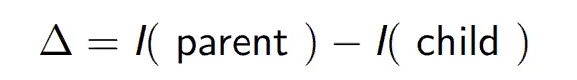 Δ = I( parent ) − I( child )